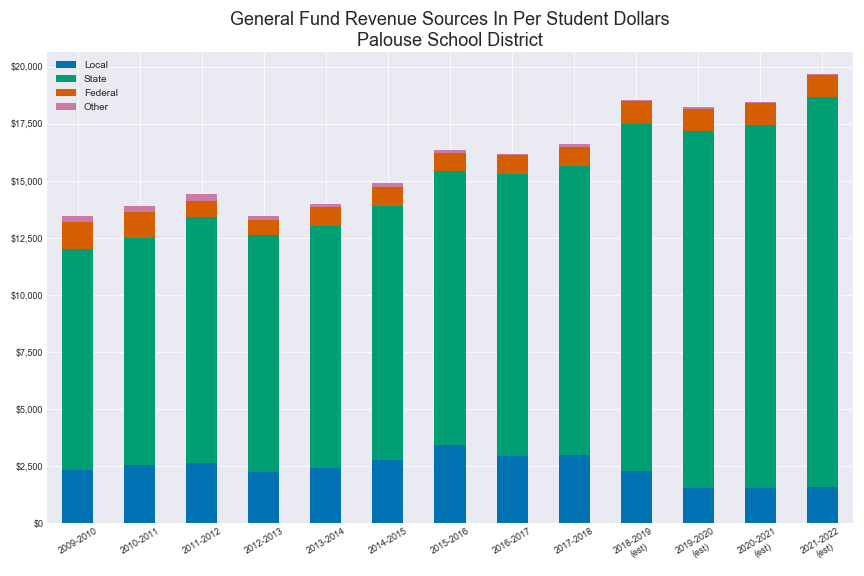 General Fund Revenue Sources In Per Student Dollars
Palouse School District
Local
State
Federal
Other
$20,000
$17,500
$15,000
$12,500
$10,000
$7,500
$5,000
$2,500
$0
2009-2010
2010-2011
2011-2012
2012-2013
2013-2014
2014-2015
2015-2016
2016-2017
2017-2018
2018-2019
(est)
2019-2020
(est)
2020-2021
(est)
2021-2022
(est)